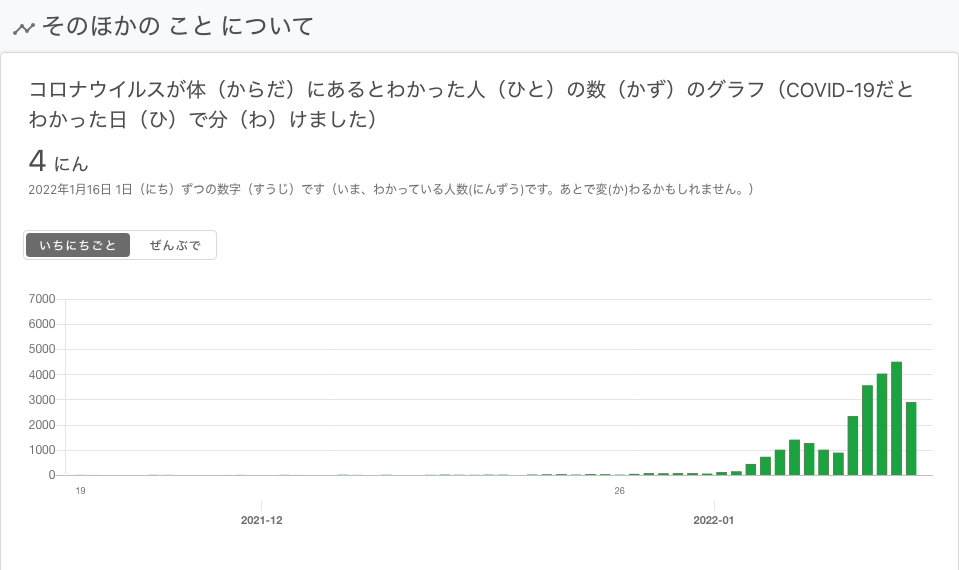 そのほかの こと について
コロナウイルスが体（からだ）にあるとわかった人（ひと）の数（かず）のグラフ（COVID-19だと
わかった日（ひ）で分（わ）けました）
4 にん
2022年1月16日 1日（にち）ずつの数字（すうじ）です（いま、わかっている人数(にんずう)です。あとで変(か)わるかもしれません。）
いちにちごと ぜんぶで
7000
6000
5000
4000
3000
2000
1000
0
19 26
2021-12 2022-01